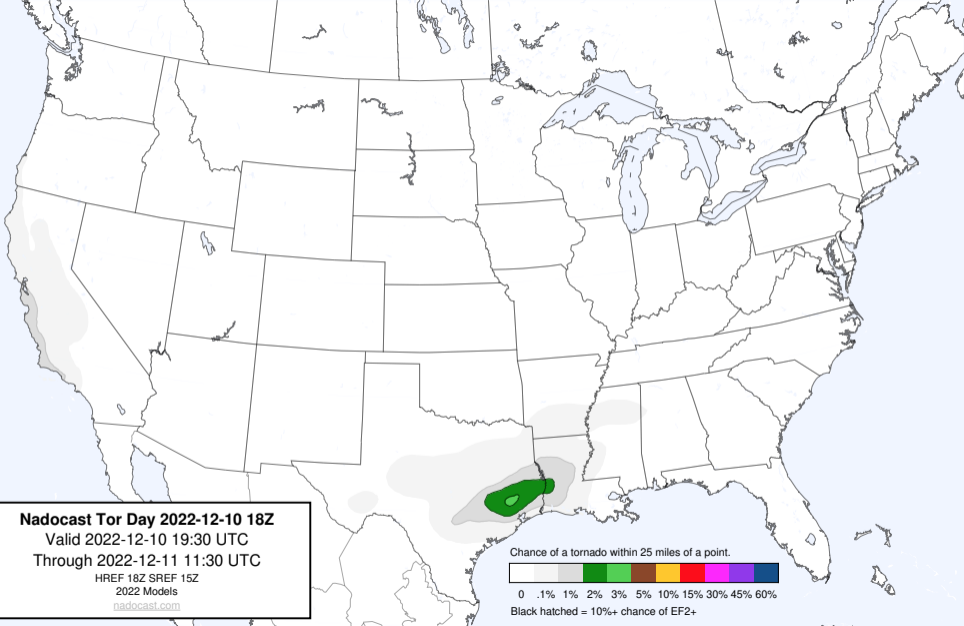 Nadocast Tor Day 2022-12-10 18Z
Valid 2022-12-10 19:30 UTC
Through 2022-12-11 11:30 UTC
HREF 18Z SREF 15Z
2022 Models
nadocast.com
Chance of a tornado within 25 miles of a point.
0 .1% 1% 2% 3% 5% 10% 15% 30% 45% 60%
Black hatched = 10%+ chance of EF2+